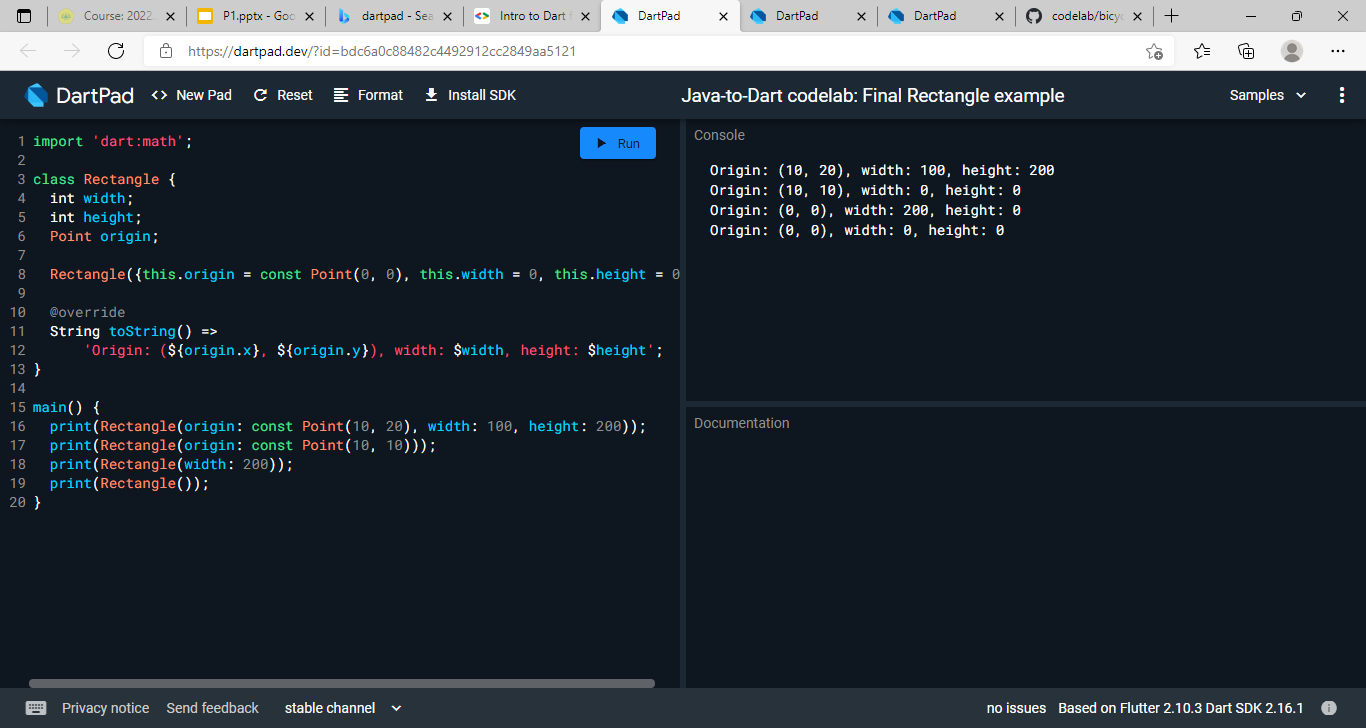 Course: 2022
P1.pptx - Goo
dartpad - Sea
Intro to Dart
DartPad
DartPad
DartPad
codelab/bicyc
https://dartpad.dev/?id=bdc6a0c88482c4492912cc2849aa5121
DartPad
<> New Pad
Reset
Format
Install SDK
Java-to-Dart codelab: Final Rectangle example
Samples
1 import 'dart:math';
2
3 class Rectangle {
4 int width;
5 int height;
6 Point origin;
7
8 Rectangle({this.origin = const Point(0, 0), this.width = 0, this.height = 0
9
10 @override
11 String toString() =>
12 'Origin: (${origin.x}, ${origin.y}), width: $width, height: $height';
13 }
14
15 main() {
16 print(Rectangle(origin: const Point(10, 20), width: 100, height: 200));
17 print(Rectangle(origin: const Point(10, 10)));
18 print(Rectangle(width: 200));
19 print(Rectangle());
20 }
Run
Console
Origin: (10, 20), width: 100, height: 200
Origin: (10, 10), width: 0, height: 0
Origin: (0, 0), width: 200, height: 0
Origin: (0, 0), width: 0, height: 0
Documentation
Privacy notice
Send feedback
stable channel
no issues
Based on Flutter 2.10.3 Dart SDK 2.16.1